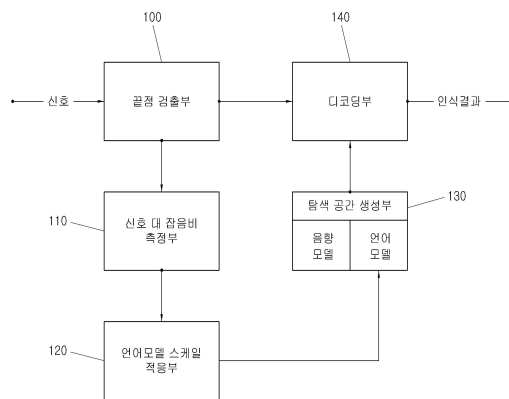 100
140
신호
끝점 검출부
디코딩부
인식결과
110
신호 대 잡음비
측정부
탐색 공간 생성부
130
음향
모델
언어
모델
120
언어모델 스케일
적응부